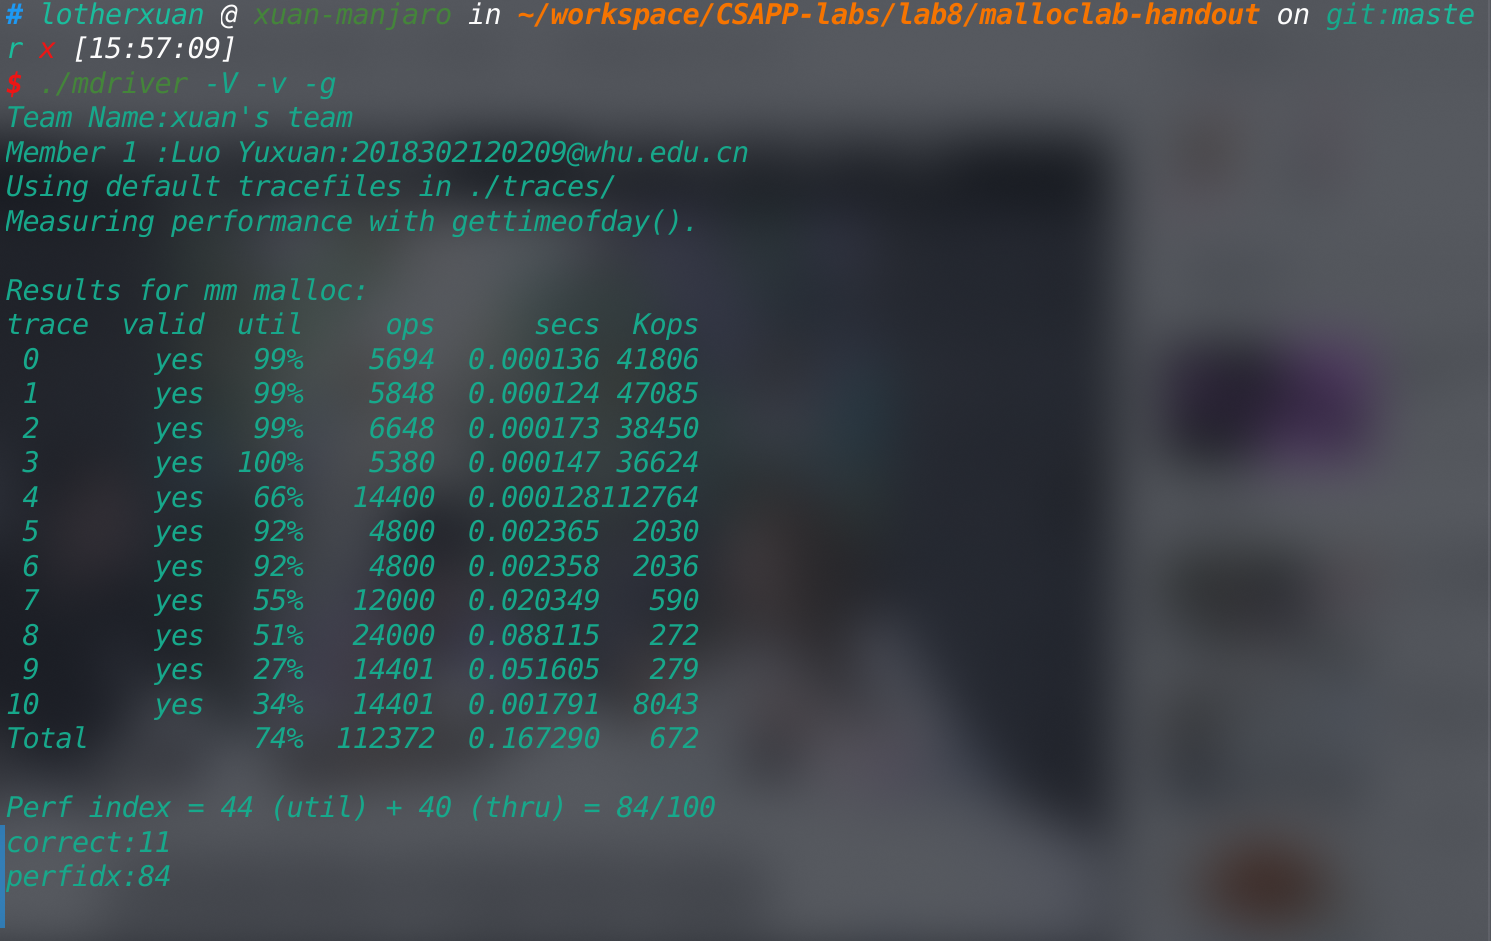 # lotherxuan @ xuan-manjaro in ~/workspace/CSAPP-labs/lab8/malloclab-handout on git:maste
r x [15:57:09]
$ ./mdriver -V -v -g
Team Name:xuan's team
Member 1 :Luo Yuxuan:2018302120209@whu.edu.cn
Using default tracefiles in ./traces/
Measuring performance with gettimeofday().

Results for mm malloc:
trace  valid  util     ops      secs  Kops
 0       yes   99%    5694  0.000136 41806
 1       yes   99%    5848  0.000124 47085
 2       yes   99%    6648  0.000173 38450
 3       yes  100%    5380  0.000147 36624
 4       yes   66%   14400  0.000128112764
 5       yes   92%    4800  0.002365  2030
 6       yes   92%    4800  0.002358  2036
 7       yes   55%   12000  0.020349   590
 8       yes   51%   24000  0.088115   272
 9       yes   27%   14401  0.051605   279
10       yes   34%   14401  0.001791  8043
Total          74%  112372  0.167290   672

Perf index = 44 (util) + 40 (thru) = 84/100
correct:11
perfidx:84